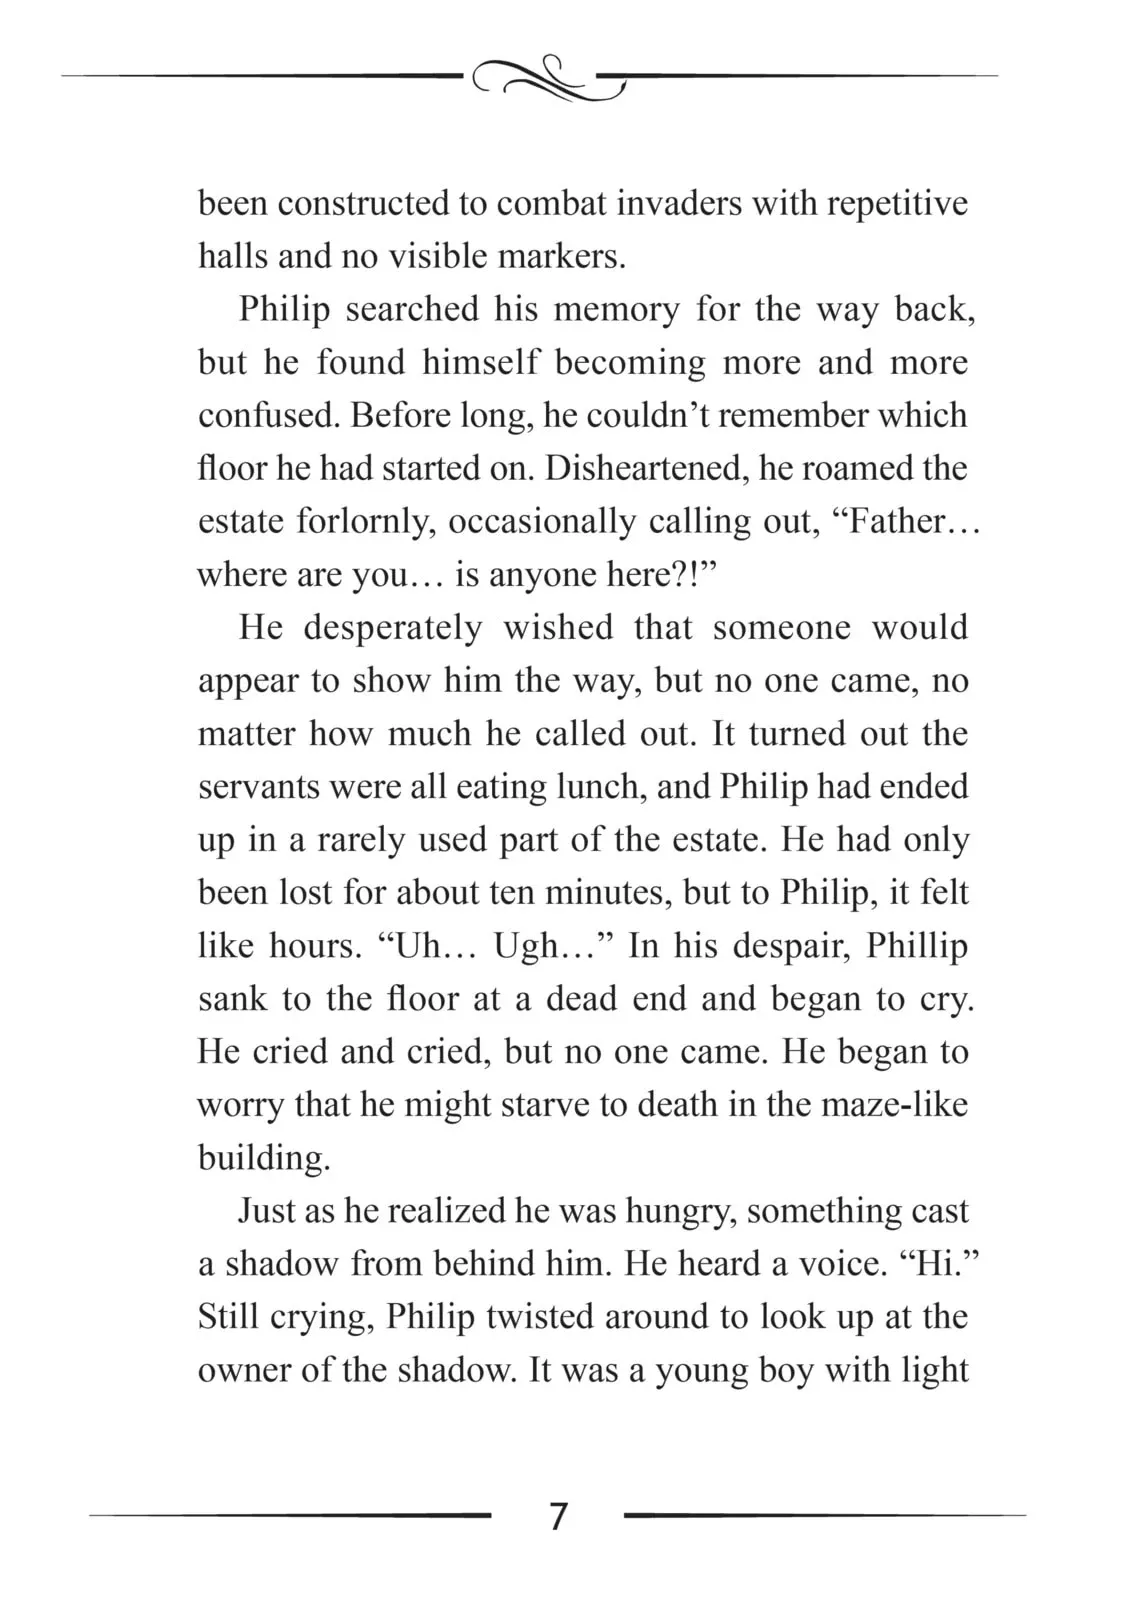 been constructed to combat invaders with repetitive
halls and no visible markers.
Philip searched his memory for the way back,
but he found himself becoming more and more
confused. Before long, he couldn’t remember which
floor he had started on. Disheartened, he roamed the
estate forlornly, occasionally calling out, “Father…
where are you… is anyone here?!”
He desperately wished that someone would
appear to show him the way, but no one came, no
matter how much he called out. It turned out the
servants were all eating lunch, and Philip had ended
up in a rarely used part of the estate. He had only
been lost for about ten minutes, but to Philip, it felt
like hours. “Uh… Ugh…” In his despair, Phillip
sank to the floor at a dead end and began to cry.
He cried and cried, but no one came. He began to
worry that he might starve to death in the maze-like
building.
Just as he realized he was hungry, something cast
a shadow from behind him. He heard a voice. “Hi.”
Still crying, Philip twisted around to look up at the
owner of the shadow. It was a young boy with light
7